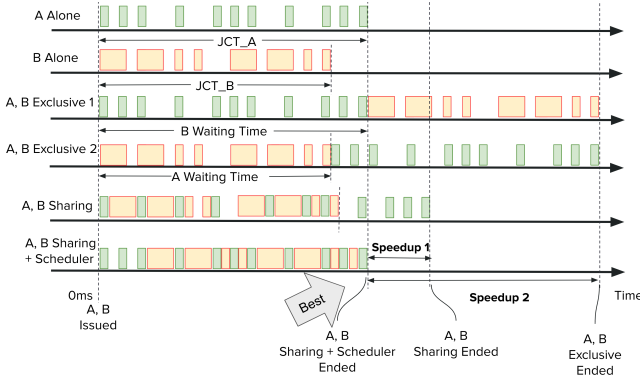 A Alone
JCT_A
B Alone
JCT_B
A, B Exclusive 1
B Waiting Time
A, B Exclusive 2
A Waiting Time
A, B Sharing
A, B Sharing
+ Scheduler
Speedup 1
Speedup 2
0ms
Time
A, B
Issued
Best
A, B
Sharing + Scheduler
Ended
A, B
Sharing Ended
A, B
Exclusive
Ended